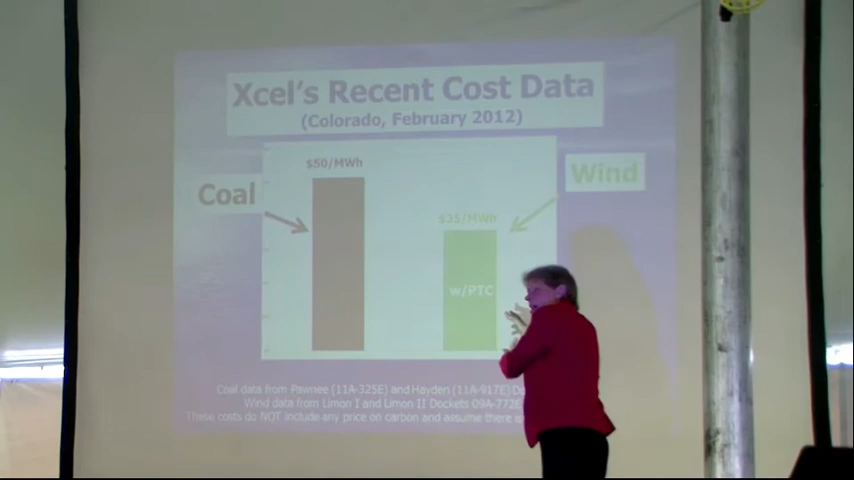 Xcel's Recent Cost Data
(Colorado, February 2012)
$50/MWh
Coal
Wind
$35/MWh
w/PTC
Coal data from Pawnee (11A-325E) and Hayden (11A-917E)
Wind data from Limon I and Limon II Dockets 09A-772E
These costs do NOT include any price on carbon and assume there